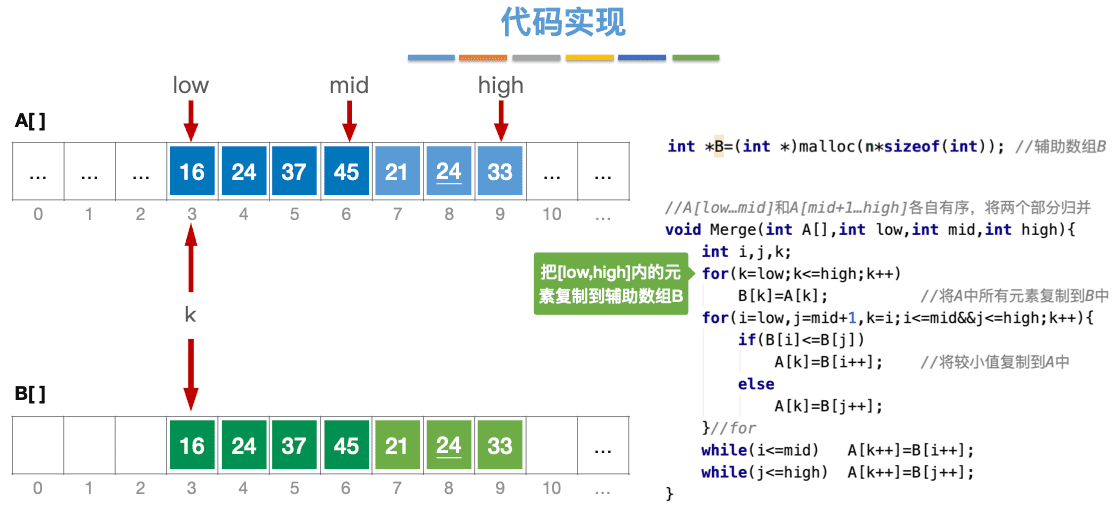 代码实现
low mid high
A[ ]
... ... ... 16 24 37 45 21 24 33 ... ...
0 1 2 3 4 5 6 7 8 9 10 ...
k
B[ ]
16 24 37 45 21 24 33 ...
0 1 2 3 4 5 6 7 8 9 10 ...
把[low,high]内的元
素复制到辅助数组B
int *B=(int *)malloc(n*sizeof(int)); //辅助数组B
//A[low…mid]和A[mid+1…high]各自有序，将两个部分归并
void Merge(int A[],int low,int mid,int high){
int i,j,k;
for(k=low;k<=high;k++)
B[k]=A[k]; //将A中所有元素复制到B中
for(i=low,j=mid+1,k=i;i<=mid&&j<=high;k++){
if(B[i]<=B[j])
A[k]=B[i++]; //将较小值复制到A中
else
A[k]=B[j++];
}//for
while(i<=mid) A[k++]=B[i++];
while(j<=high) A[k++]=B[j++];
}